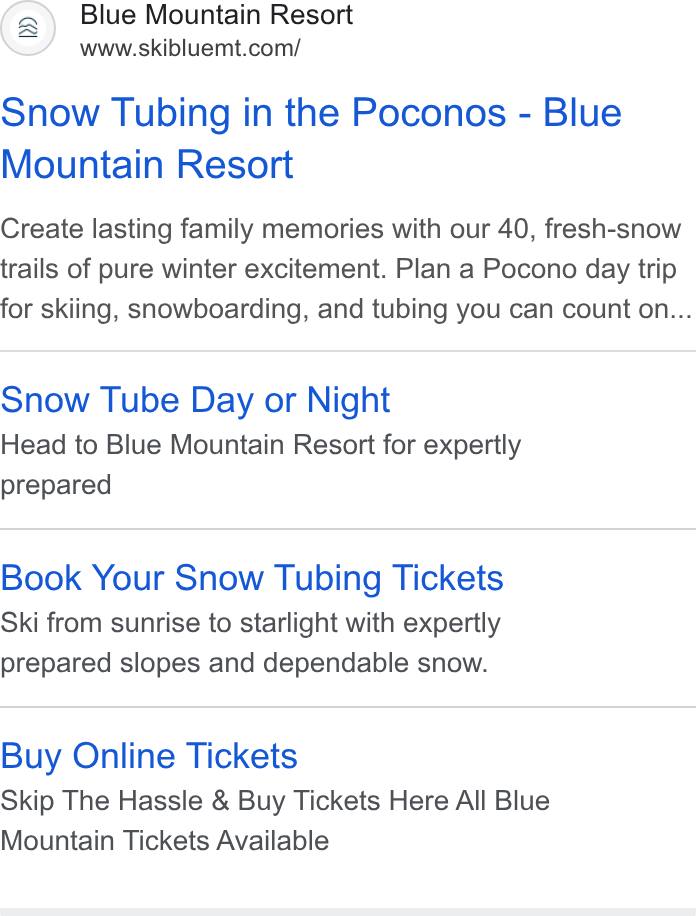 Blue Mountain Resort
www.skibluemt.com/
Snow Tubing in the Poconos - Blue
Mountain Resort
Create lasting family memories with our 40, fresh-snow
trails of pure winter excitement. Plan a Pocono day trip
for skiing, snowboarding, and tubing you can count on...
Snow Tube Day or Night
Head to Blue Mountain Resort for expertly
prepared
Book Your Snow Tubing Tickets
Ski from sunrise to starlight with expertly
prepared slopes and dependable snow.
Buy Online Tickets
Skip The Hassle & Buy Tickets Here All Blue
Mountain Tickets Available